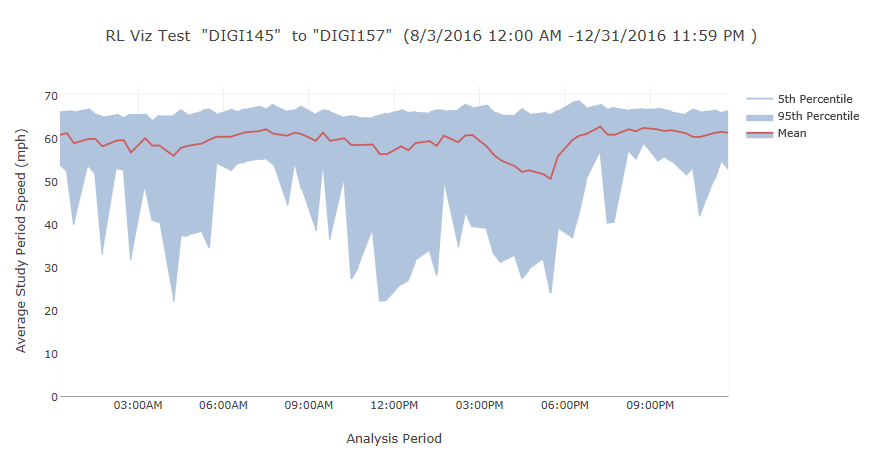 RL Viz Test "DIGI145" to "DIGI157" (8/3/2016 12:00 AM -12/31/2016 11:59 PM )
70
60
50
40
30
20
10
0
Average Study Period Speed (mph)
03:00AM 06:00AM 09:00AM 12:00PM 03:00PM 06:00PM 09:00PM
Analysis Period
5th Percentile
95th Percentile
Mean